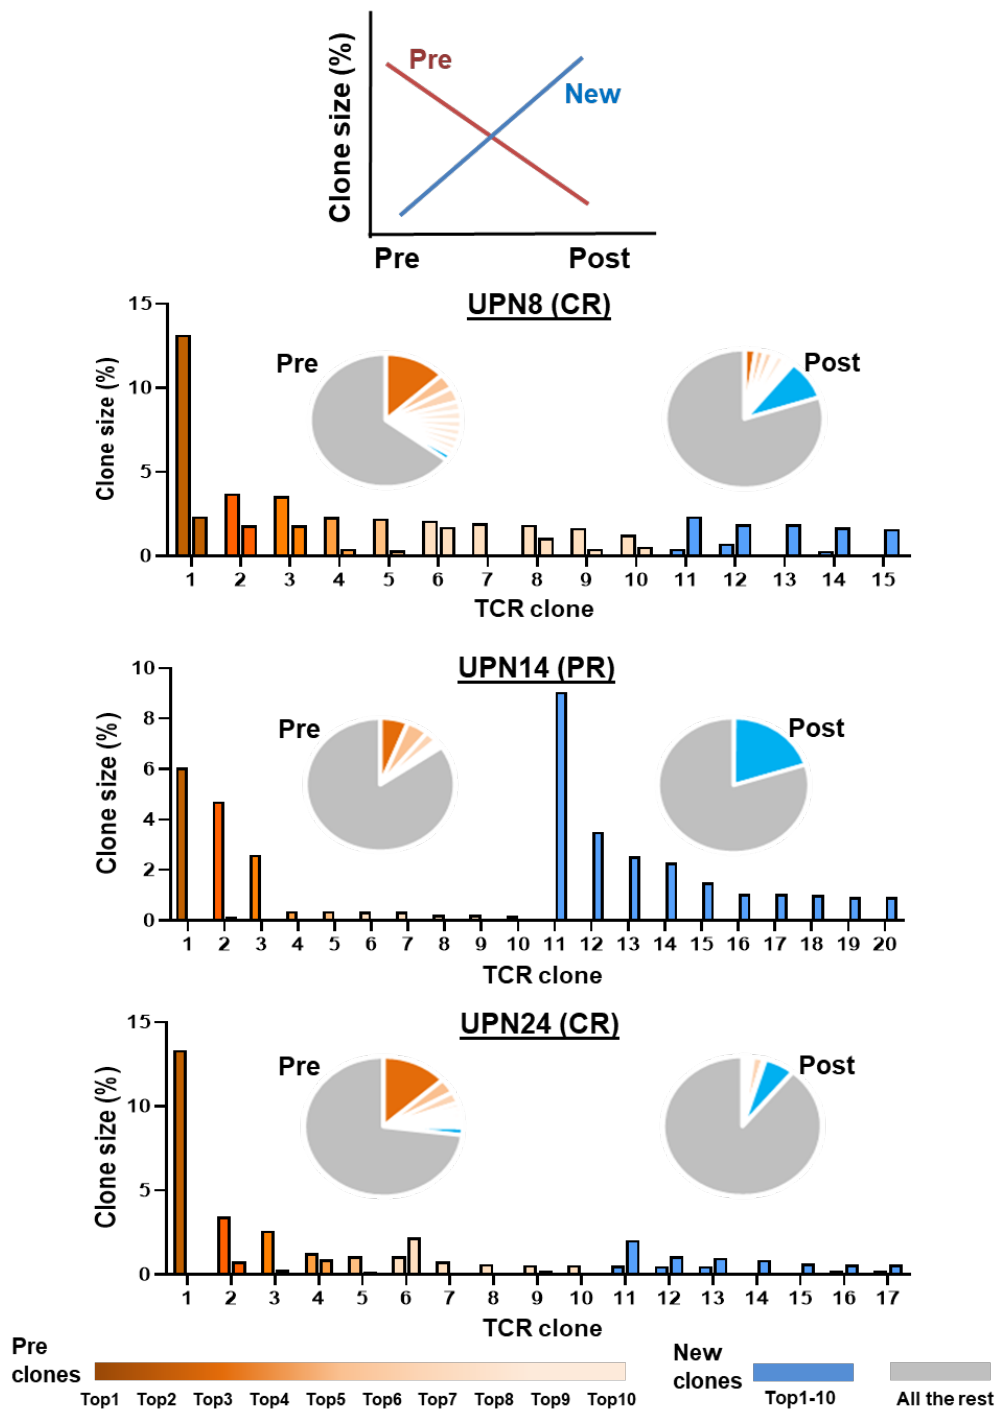 Clone size (%)
Pre
New
Pre Post
UPN8 (CR)
Clone size (%)
15
10
5
0
Pre
Post
1 2 3 4 5 6 7 8 9 10 11 12 13 14 15
TCR clone
UPN14 (PR)
Clone size (%)
10
8
6
4
2
0
Pre
Post
1 2 3 4 5 6 7 8 9 10 11 12 13 14 15 16 17 18 19 20
TCR clone
UPN24 (CR)
Clone size (%)
15
10
5
0
Pre
Post
1 2 3 4 5 6 7 8 9 10 11 12 13 14 15 16 17
TCR clone
Pre
clones
Top1 Top2 Top3 Top4 Top5 Top6 Top7 Top8 Top9 Top10
New
clones
Top1-10
All the rest